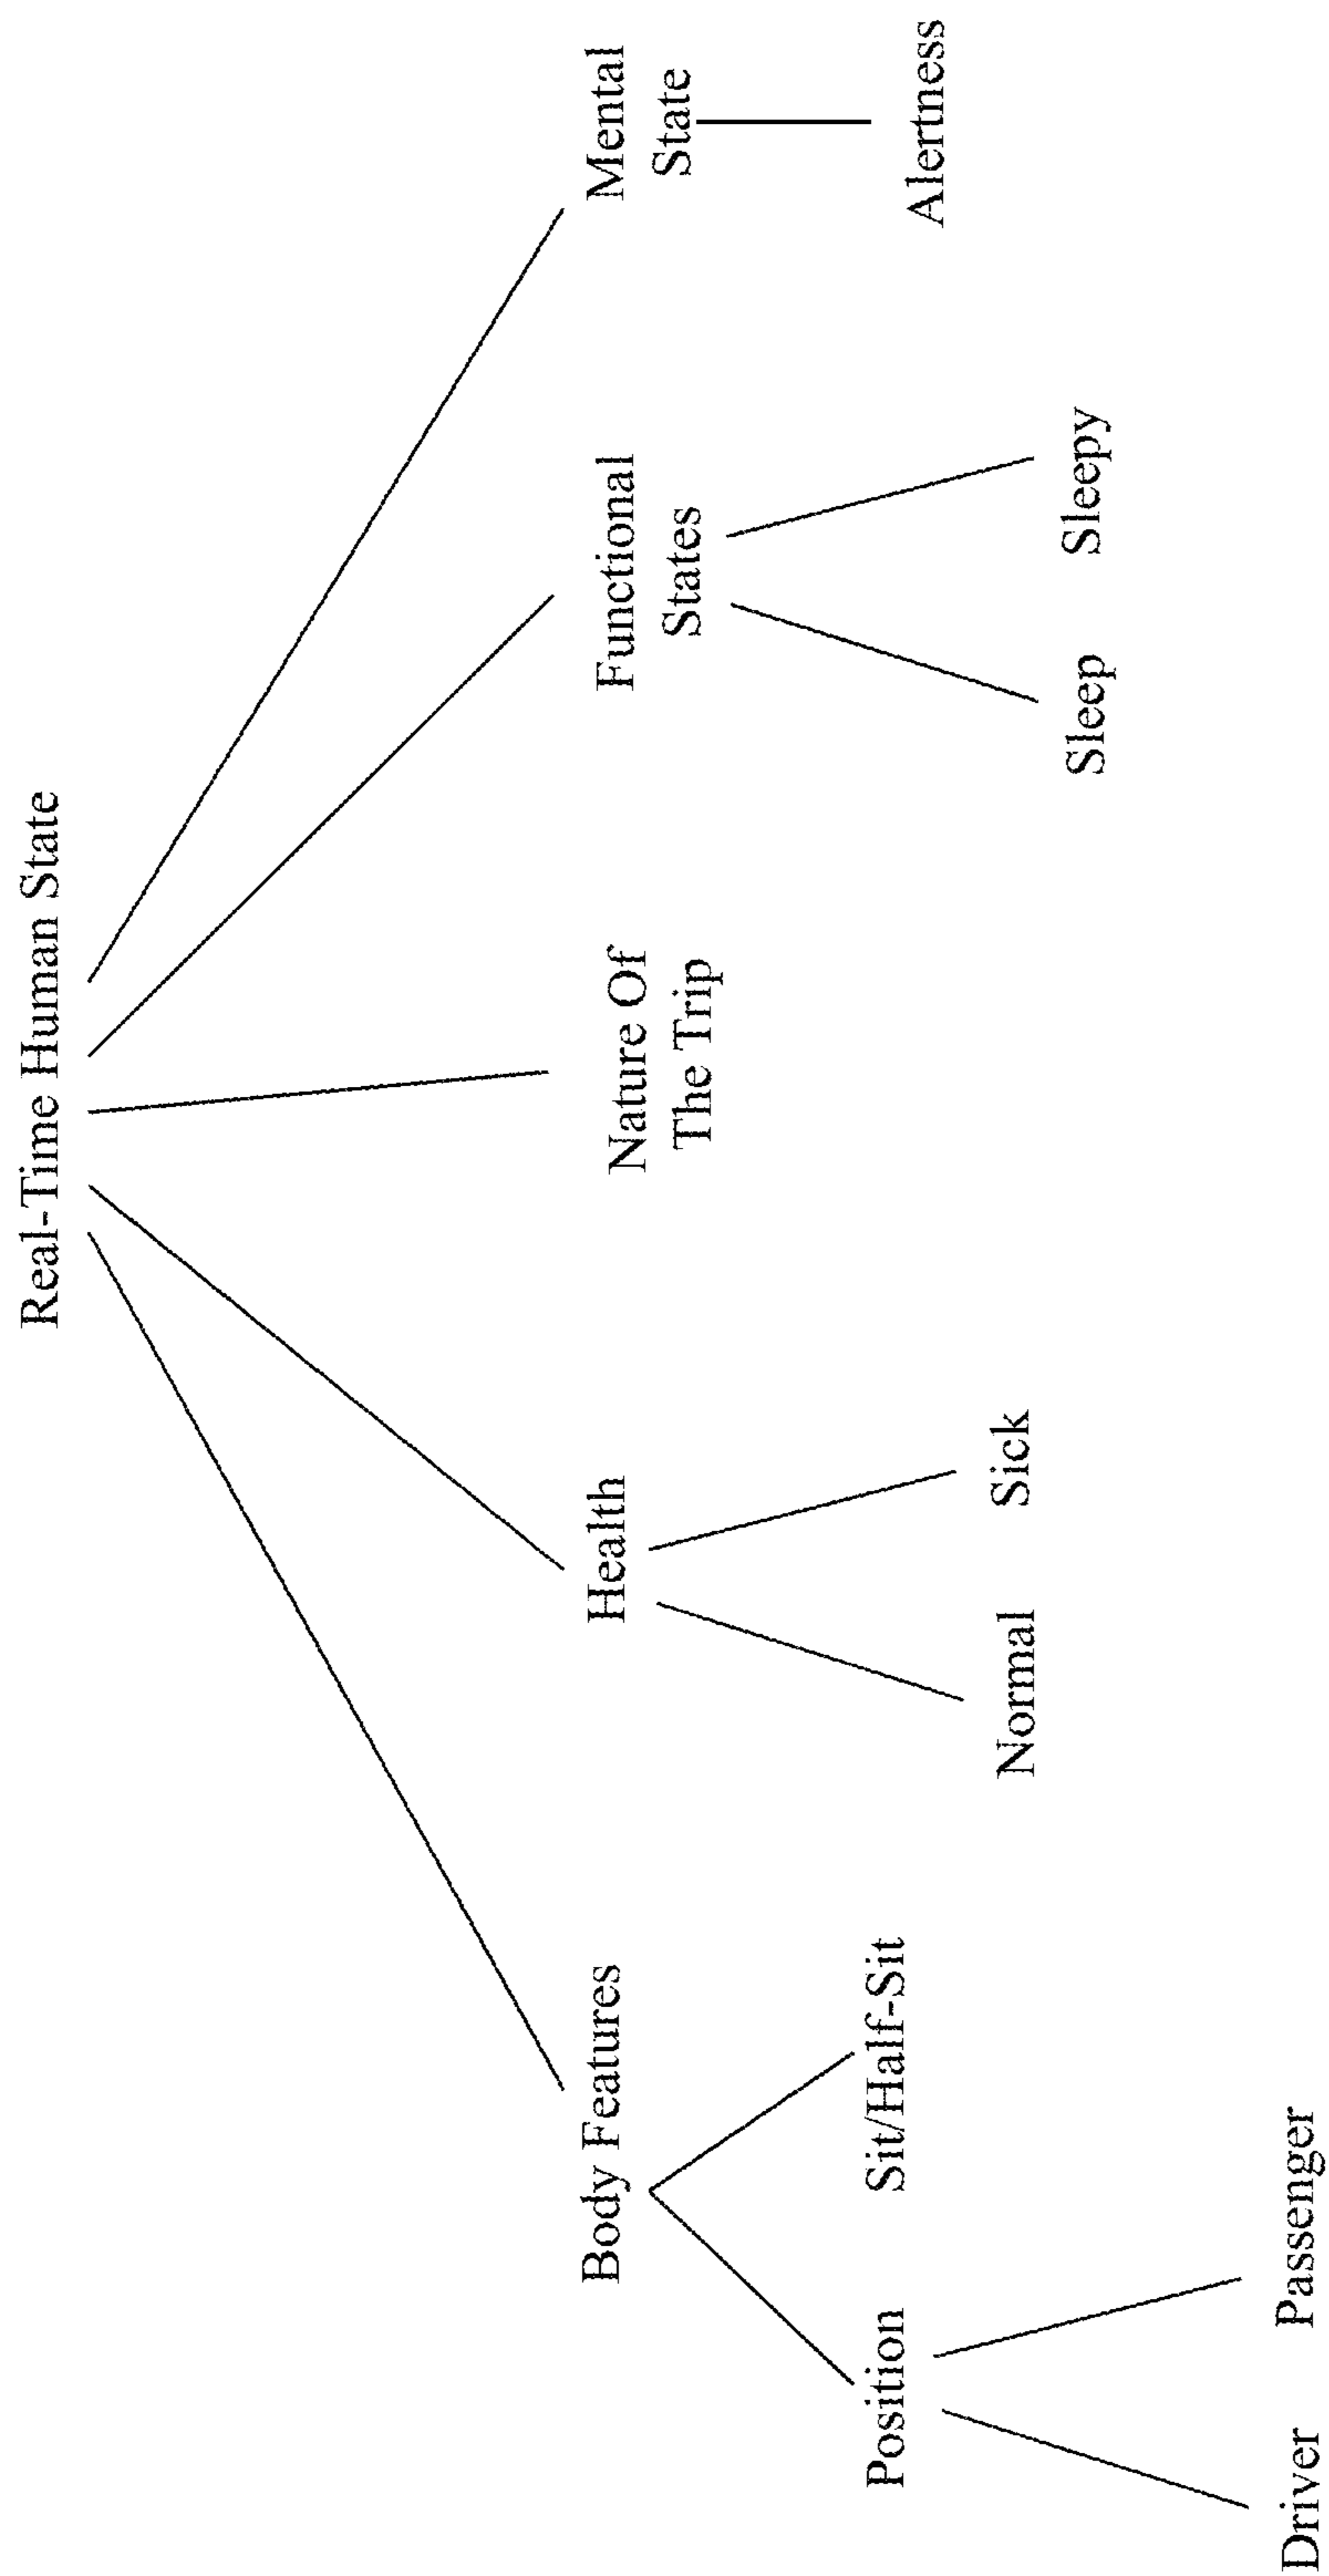 Real-Time Human State
Body Features
Health
Nature Of
The Trip
Functional
States
Mental
State
Position
Sit/Half-Sit
Normal
Sick
Sleep
Sleepy
Alertness
Driver
Passenger